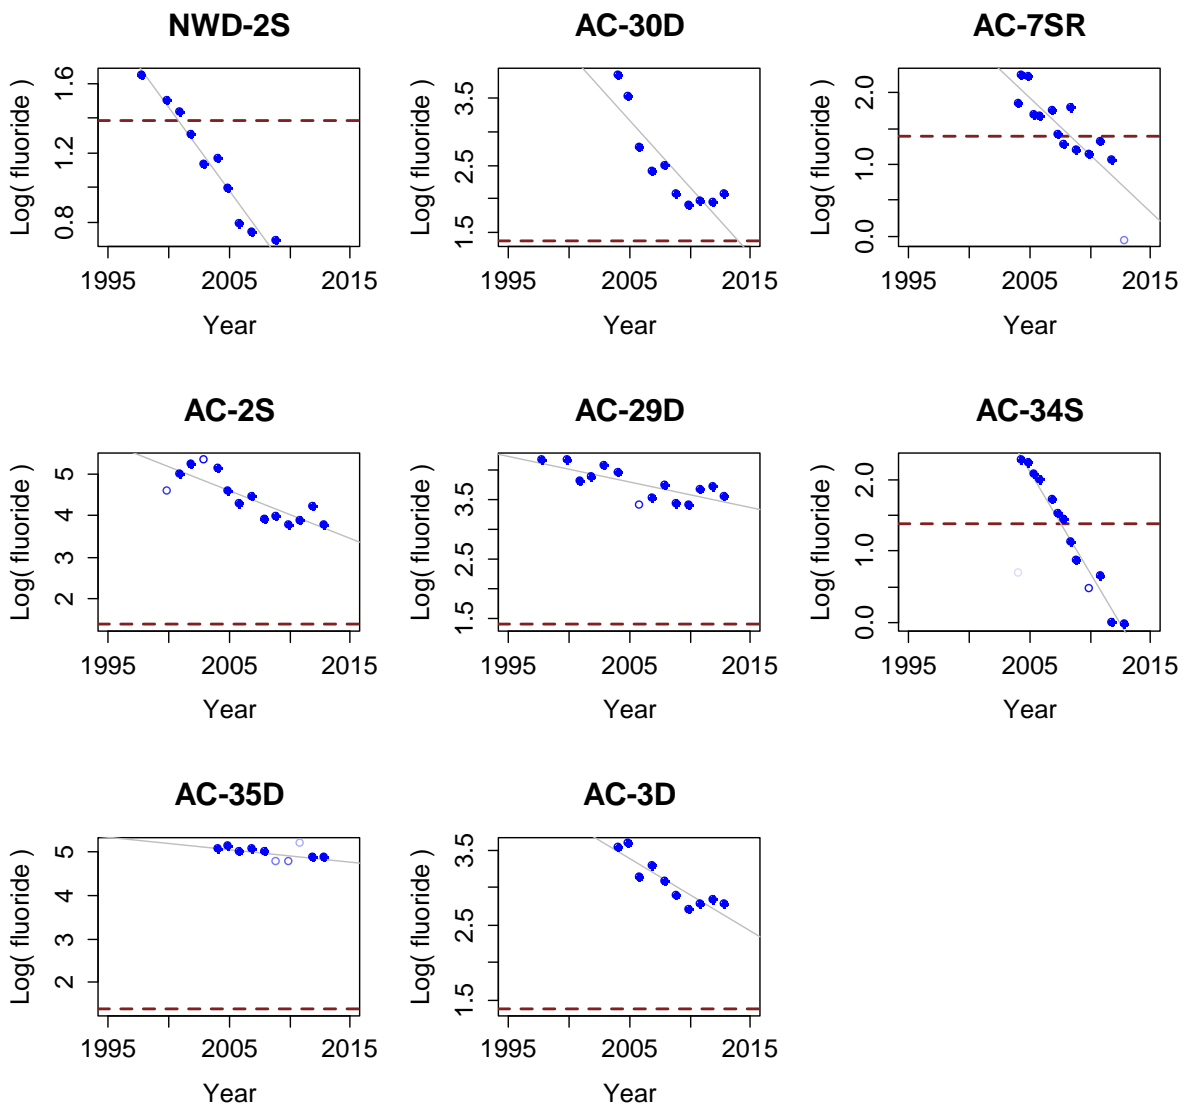 NWD-2S AC-30D AC-7SR
Log( fluoride ) 0.8 1.2 1.6 Log( fluoride ) 1.5 2.5 3.5 Log( fluoride ) 0.0 1.0 2.0
1995 2005 2015 1995 2005 2015 1995 2005 2015
Year Year Year
AC-2S AC-29D AC-34S
Log( fluoride ) 2 3 4 5 Log( fluoride ) 1.5 2.5 3.5 Log( fluoride ) 0.0 1.0 2.0
1995 2005 2015 1995 2005 2015 1995 2005 2015
Year Year Year
AC-35D AC-3D
Log( fluoride ) 2 3 4 5 Log( fluoride ) 1.5 2.5 3.5
1995 2005 2015 1995 2005 2015
Year Year